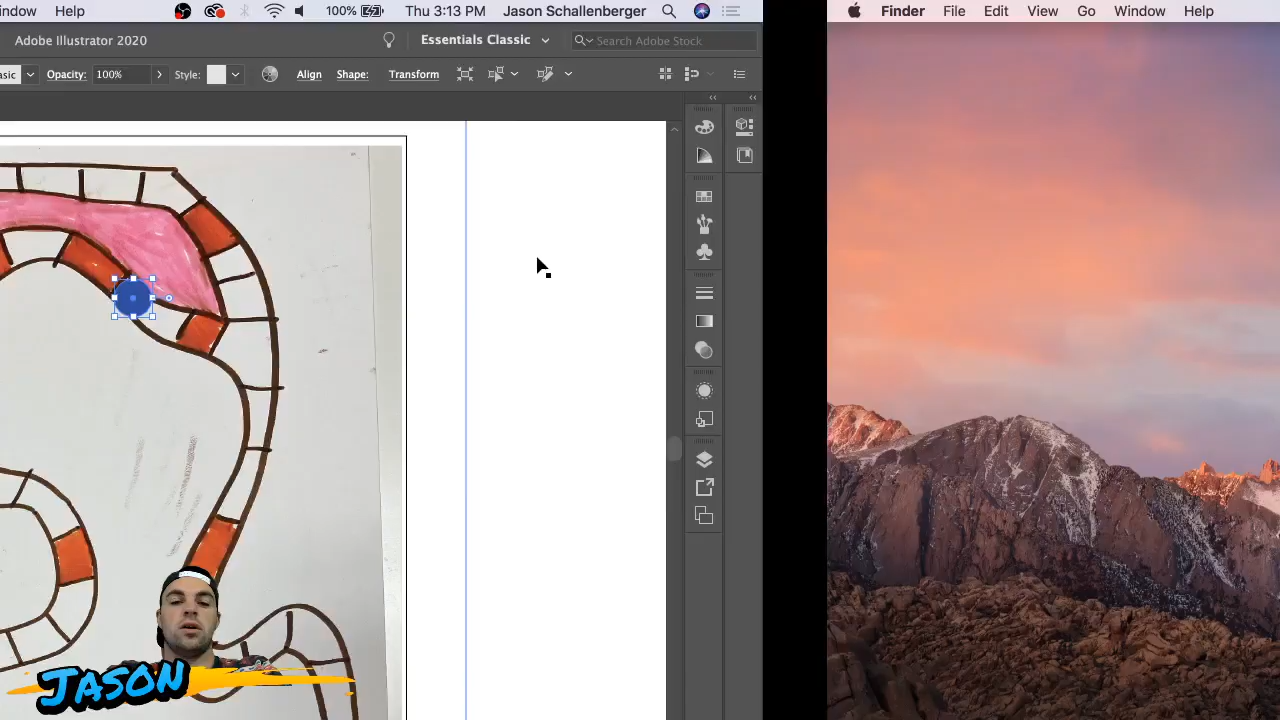 indow Help 100% Thu 3:13 PM Jason Schallenberger
Finder File Edit View Go Window Help
Adobe Illustrator 2020
Essentials Classic
Search Adobe Stock
asic Opacity: 100% Style: Align Shape: Transform
JASON